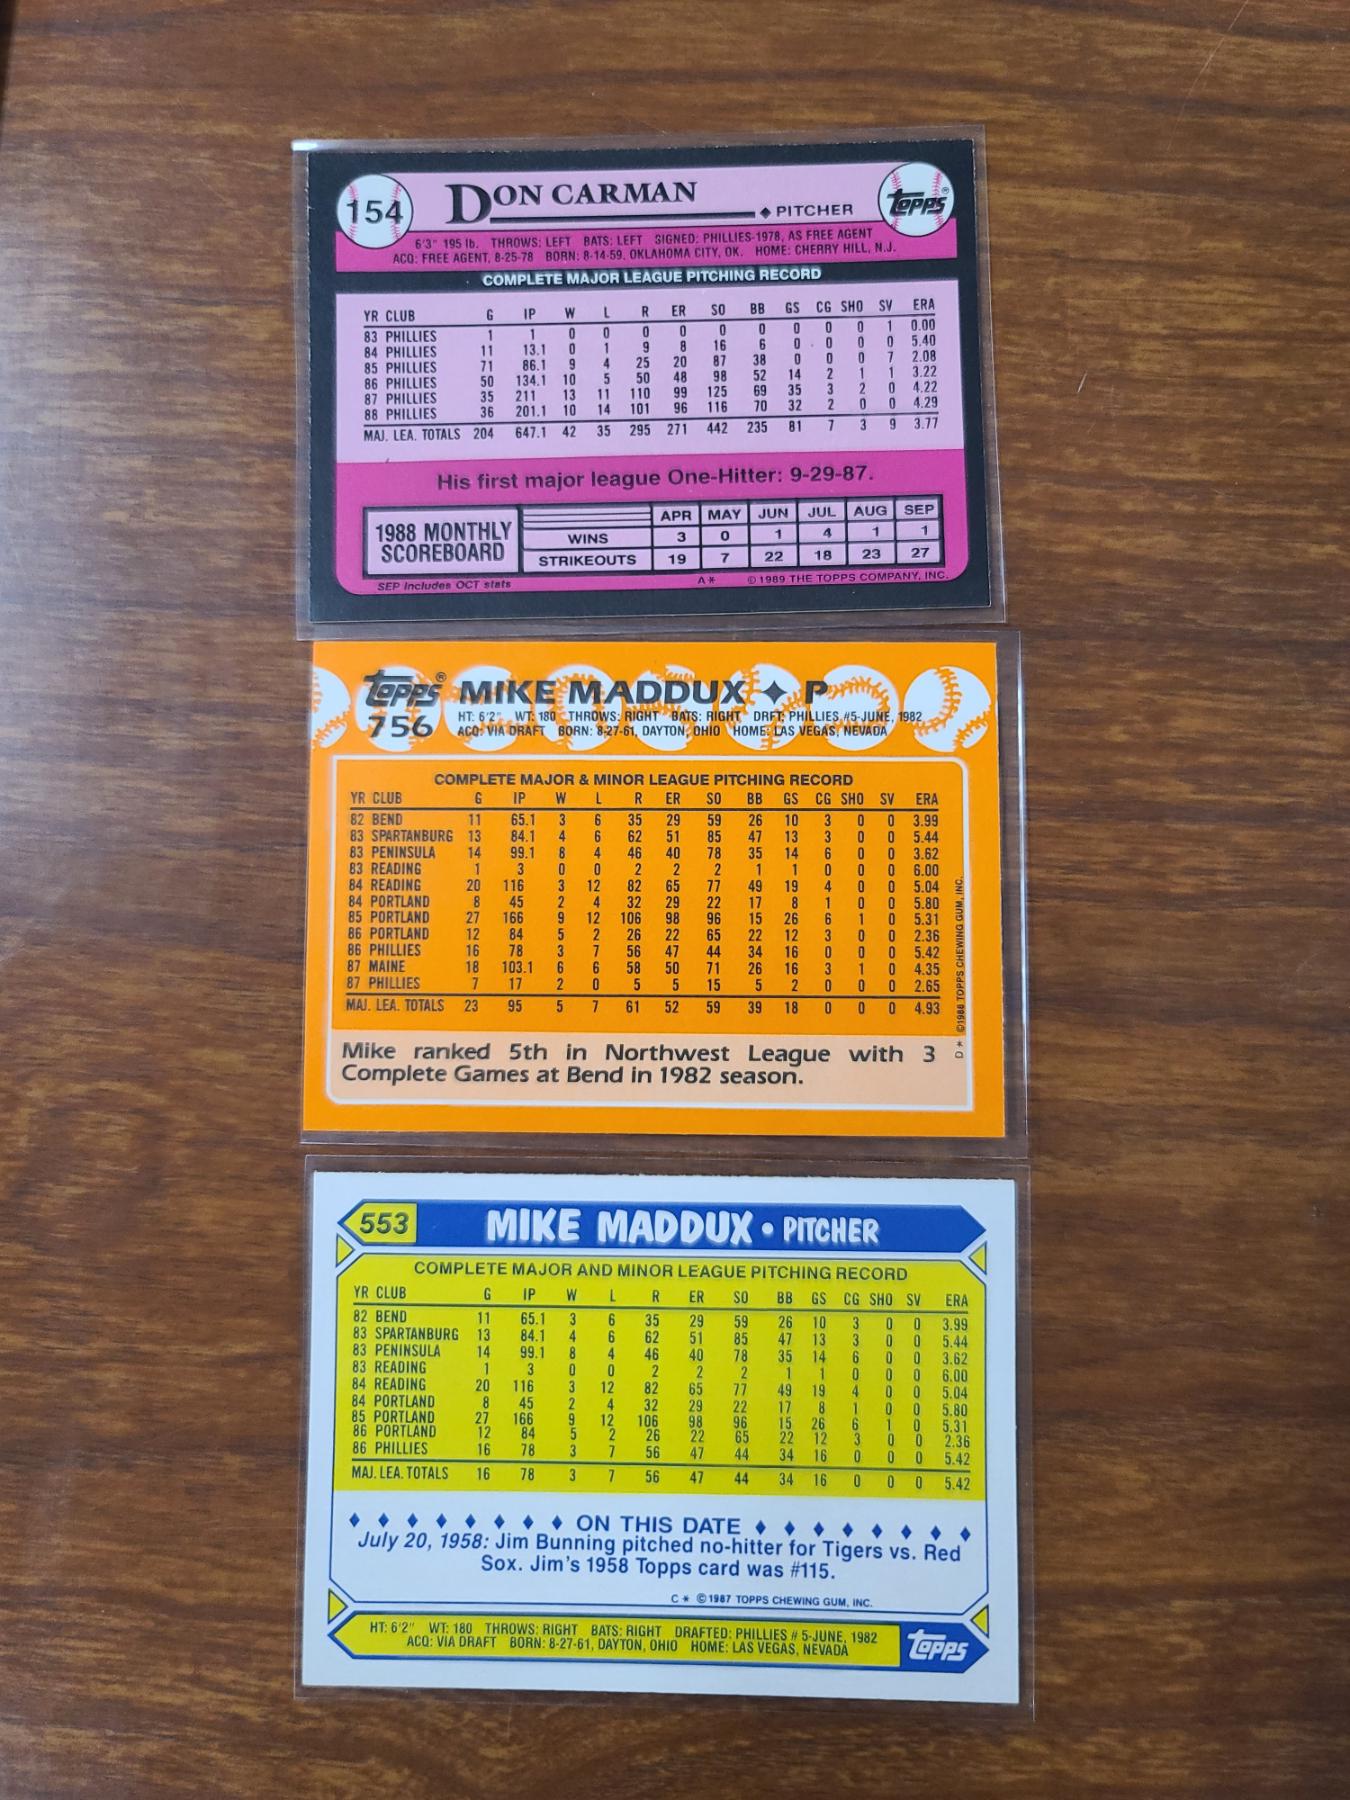 154 DON CARMAN ♦ PITCHER Topps®
6'3" 195 lb. THROWS: LEFT BATS: LEFT SIGNED: PHILLIES-1978, AS FREE AGENT
ACQ: FREE AGENT, 8-25-78 BORN: 8-14-59, OKLAHOMA CITY, OK. HOME: CHERRY HILL, N.J.
COMPLETE MAJOR LEAGUE PITCHING RECORD
YR CLUB G IP W L R ER SO BB GS CG SHO SV ERA
83 PHILLIES 1 1 0 0 0 0 0 0 0 0 0 1 0.00
84 PHILLIES 11 13.1 0 1 9 8 16 6 0 0 0 0 5.40
85 PHILLIES 71 86.1 9 4 25 20 87 38 0 0 0 7 2.08
86 PHILLIES 50 134.1 10 5 50 48 98 52 14 2 1 1 3.22
87 PHILLIES 35 211 13 11 110 99 125 69 35 3 2 0 4.22
88 PHILLIES 36 201.1 10 14 101 96 116 70 32 2 0 0 4.29
MAJ. LEA. TOTALS 204 647.1 42 35 295 271 442 235 81 7 3 9 3.77
His first major league One-Hitter: 9-29-87.
1988 MONTHLY SCOREBOARD
APR MAY JUN JUL AUG SEP
WINS 3 0 1 4 1 1
STRIKEOUTS 19 7 22 18 23 27
SEP Includes OCT stats A* © 1989 THE TOPPS COMPANY, INC.
Topps® MIKE MADDUX ✦ P
756 HT: 6'2" WT: 180 THROWS: RIGHT BATS: RIGHT DRFT: PHILLIES #5-JUNE, 1982
ACQ: VIA DRAFT BORN: 8-27-61, DAYTON, OHIO HOME: LAS VEGAS, NEVADA
COMPLETE MAJOR & MINOR LEAGUE PITCHING RECORD
YR CLUB G IP W L R ER SO BB GS CG SHO SV ERA
82 BEND 11 65.1 3 6 35 29 59 26 10 3 0 0 3.99
83 SPARTANBURG 13 84.1 4 6 62 51 85 47 13 3 0 0 5.44
83 PENINSULA 14 99.1 8 4 46 40 78 35 14 6 0 0 3.62
83 READING 1 3 0 0 2 2 2 1 1 0 0 0 6.00
84 READING 20 116 3 12 82 65 77 49 19 4 0 0 5.04
84 PORTLAND 8 45 2 4 32 29 22 17 8 1 0 0 5.80
85 PORTLAND 27 166 9 12 106 98 96 15 26 6 1 0 5.31
86 PORTLAND 12 84 5 2 26 22 65 22 12 3 0 0 2.36
86 PHILLIES 16 78 3 7 56 47 44 34 16 0 0 0 5.42
87 MAINE 18 103.1 6 6 58 50 71 26 16 3 1 0 4.35
87 PHILLIES 7 17 2 0 5 5 15 5 2 0 0 0 2.65
MAJ. LEA. TOTALS 23 95 5 7 61 52 59 39 18 0 0 0 4.93
Mike ranked 5th in Northwest League with 3
Complete Games at Bend in 1982 season.
D* ©1988 TOPPS CHEWING GUM, INC.
553 MIKE MADDUX • PITCHER
COMPLETE MAJOR AND MINOR LEAGUE PITCHING RECORD
YR CLUB G IP W L R ER SO BB GS CG SHO SV ERA
82 BEND 11 65.1 3 6 35 29 59 26 10 3 0 0 3.99
83 SPARTANBURG 13 84.1 4 6 62 51 85 47 13 3 0 0 5.44
83 PENINSULA 14 99.1 8 4 46 40 78 35 14 6 0 0 3.62
83 READING 1 3 0 0 2 2 2 1 1 0 0 0 6.00
84 READING 20 116 3 12 82 65 77 49 19 4 0 0 5.04
84 PORTLAND 8 45 2 4 32 29 22 17 8 1 0 0 5.80
85 PORTLAND 27 166 9 12 106 98 96 15 26 6 1 0 5.31
86 PORTLAND 12 84 5 2 26 22 65 22 12 3 0 0 2.36
86 PHILLIES 16 78 3 7 56 47 44 34 16 0 0 0 5.42
MAJ. LEA. TOTALS 16 78 3 7 56 47 44 34 16 0 0 0 5.42
♦ ♦ ♦ ♦ ♦ ♦ ♦ ♦ ON THIS DATE ♦ ♦ ♦ ♦ ♦ ♦ ♦ ♦
July 20, 1958: Jim Bunning pitched no-hitter for Tigers vs. Red
Sox. Jim's 1958 Topps card was #115.
C* © 1987 TOPPS CHEWING GUM, INC.
HT: 6'2" WT: 180 THROWS: RIGHT BATS: RIGHT DRAFTED: PHILLIES # 5-JUNE, 1982
ACQ: VIA DRAFT BORN: 8-27-61, DAYTON, OHIO HOME: LAS VEGAS, NEVADA
Topps